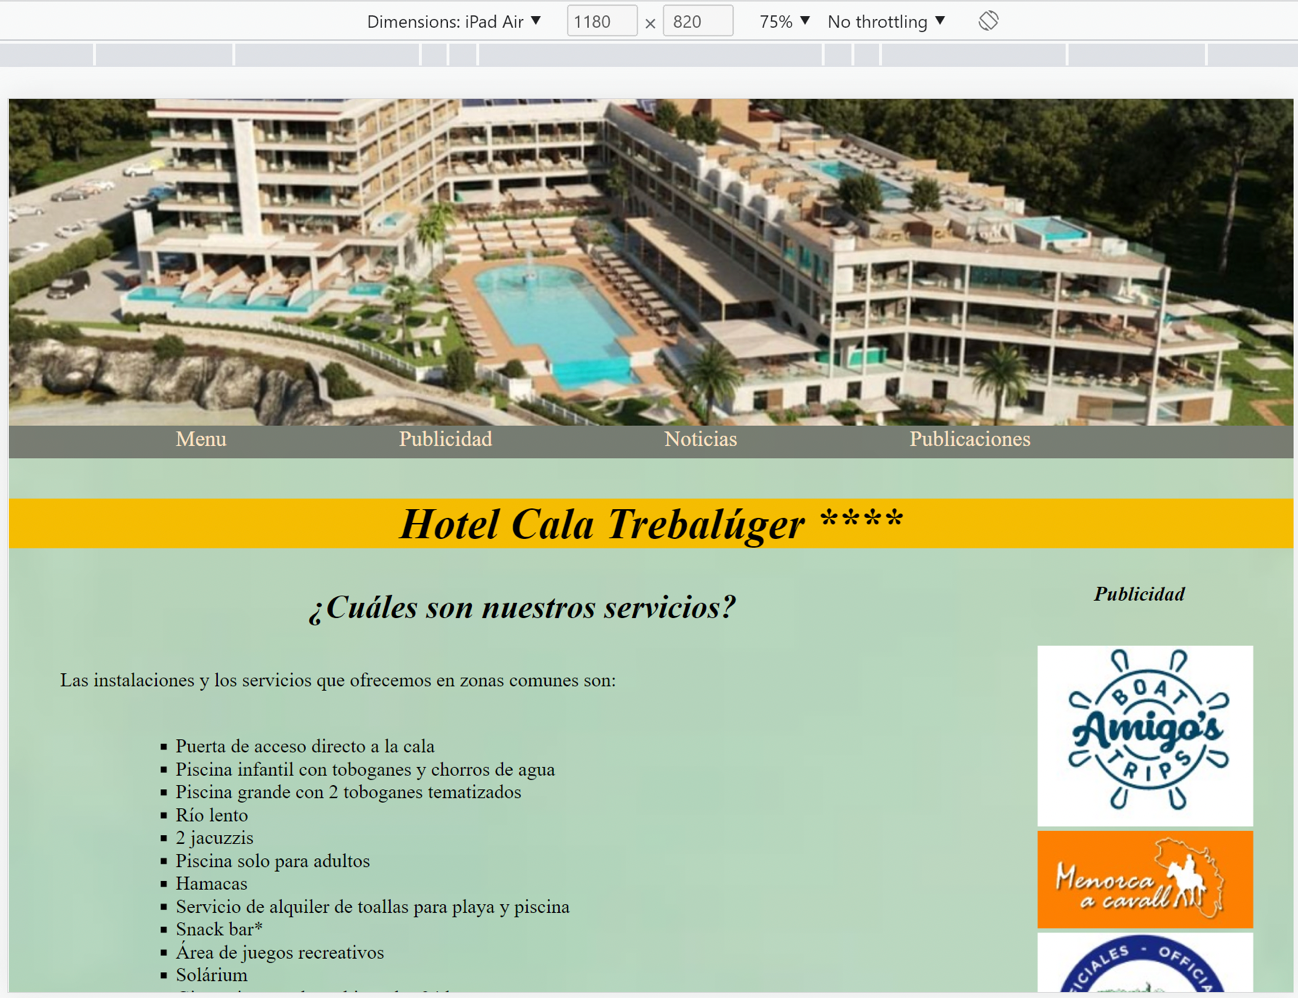 Dimensions: iPad Air ▼ 1180 × 820 75% ▼ No throttling ▼
Menu Publicidad Noticias Publicaciones
Hotel Cala Trebalúger ****
¿Cuáles son nuestros servicios?
Las instalaciones y los servicios que ofrecemos en zonas comunes son:
▪ Puerta de acceso directo a la cala
▪ Piscina infantil con toboganes y chorros de agua
▪ Piscina grande con 2 toboganes tematizados
▪ Río lento
▪ 2 jacuzzis
▪ Piscina solo para adultos
▪ Hamacas
▪ Servicio de alquiler de toallas para playa y piscina
▪ Snack bar*
▪ Área de juegos recreativos
▪ Solárium
Publicidad
BOAT
Amigo's
TRIPS
Menorca
a cavall